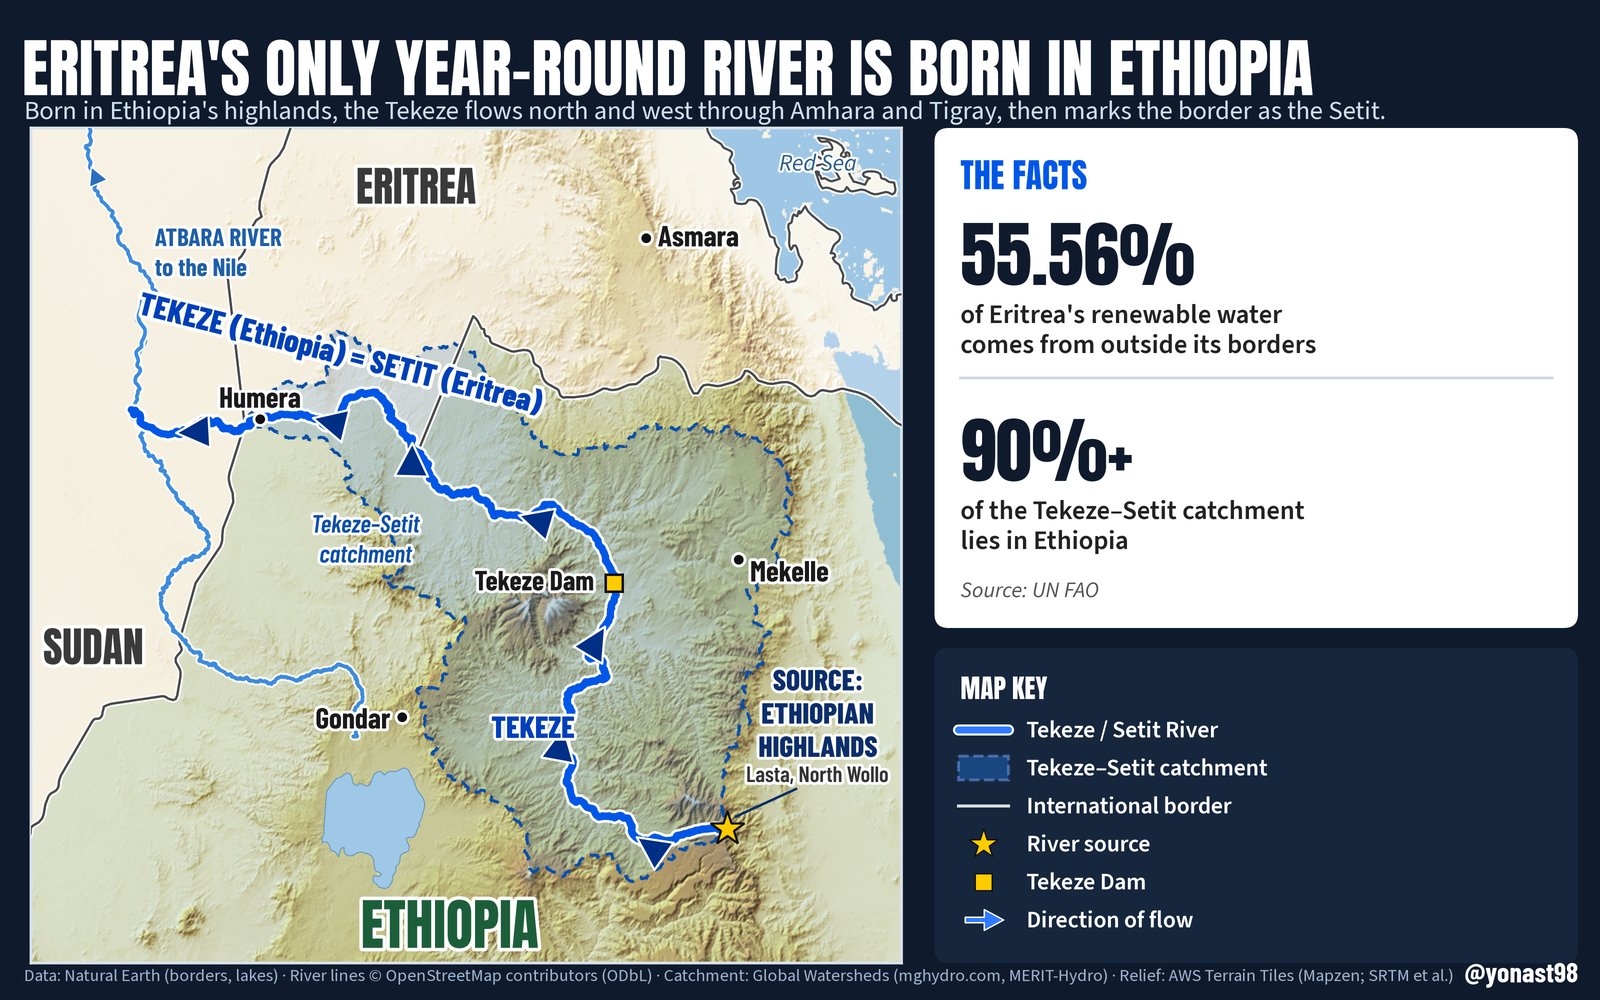 ERITREA'S ONLY YEAR-ROUND RIVER IS BORN IN ETHIOPIA
Born in Ethiopia's highlands, the Tekeze flows north and west through Amhara and Tigray, then marks the border as the Setit.
Red Sea
ERITREA
Asmara
ATBARA RIVER
to the Nile
TEKEZE (Ethiopia) = SETIT (Eritrea)
Humera
Tekeze–Setit
catchment
Tekeze Dam
Mekelle
SUDAN
SOURCE:
ETHIOPIAN
HIGHLANDS
Lasta, North Wollo
Gondar
TEKEZE
ETHIOPIA
THE FACTS
55.56%
of Eritrea's renewable water
comes from outside its borders
90%+
of the Tekeze–Setit catchment
lies in Ethiopia
Source: UN FAO
MAP KEY
Tekeze / Setit River
Tekeze–Setit catchment
International border
River source
Tekeze Dam
Direction of flow
Data: Natural Earth (borders, lakes) · River lines © OpenStreetMap contributors (ODbL) · Catchment: Global Watersheds (mghydro.com, MERIT-Hydro) · Relief: AWS Terrain Tiles (Mapzen; SRTM et al.)
@yonast98